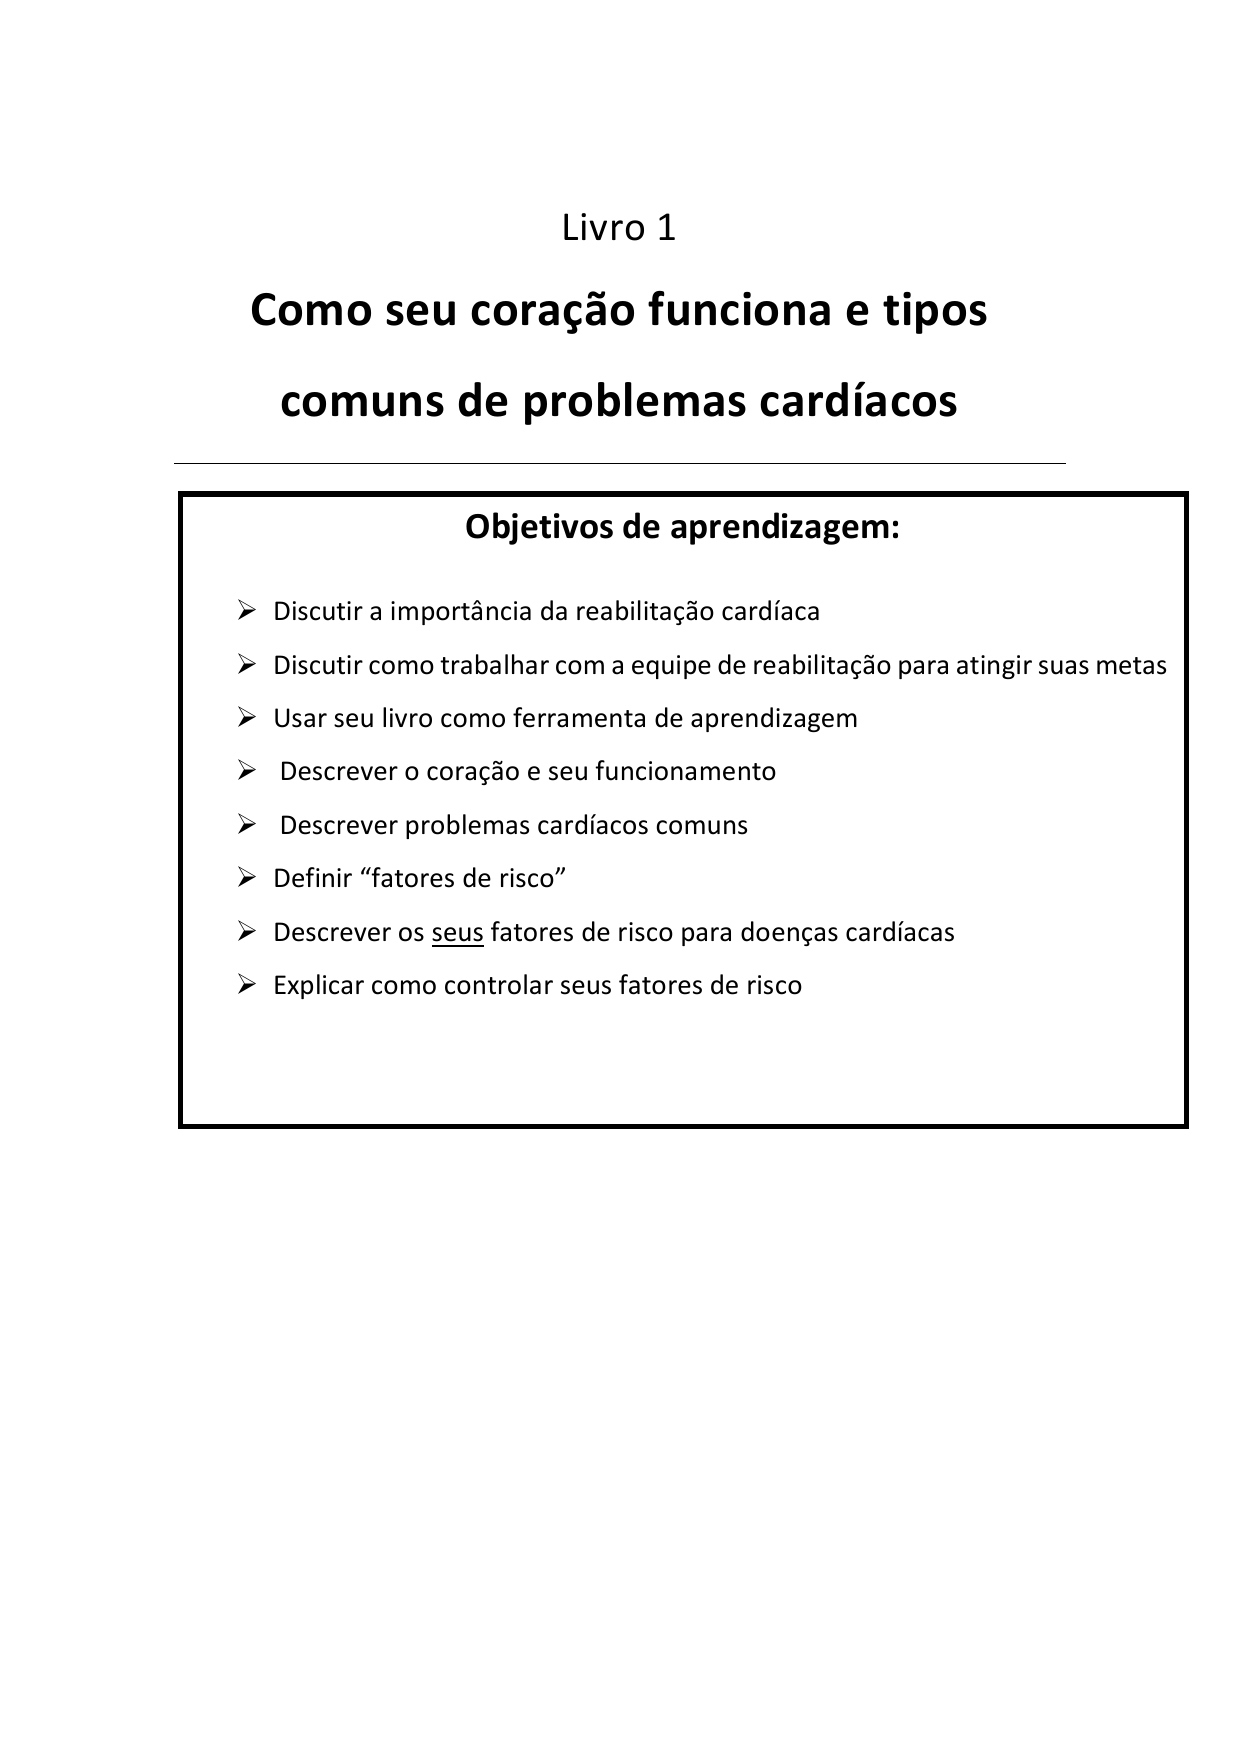 Livro 1
Como seu coração funciona e tipos
comuns de problemas cardíacos
Objetivos de aprendizagem:
➢ Discutir a importância da reabilitação cardíaca
➢ Discutir como trabalhar com a equipe de reabilitação para atingir suas metas
➢ Usar seu livro como ferramenta de aprendizagem
➢ Descrever o coração e seu funcionamento
➢ Descrever problemas cardíacos comuns
➢ Definir “fatores de risco”
➢ Descrever os seus fatores de risco para doenças cardíacas
➢ Explicar como controlar seus fatores de risco